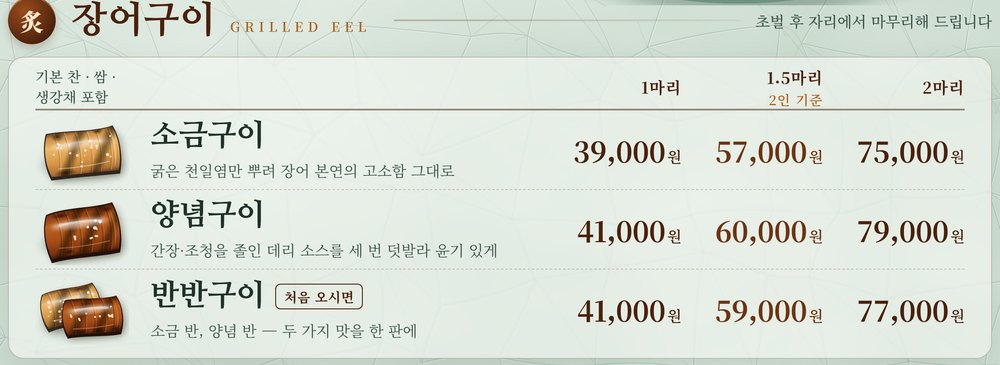 炙 장어구이 GRILLED EEL 초벌 후 자리에서 마무리해 드립니다
기본 찬 · 쌈 ·
생강채 포함
1마리 1.5마리 2마리
2인 기준
소금구이 39,000원 57,000원 75,000원
굵은 천일염만 뿌려 장어 본연의 고소함 그대로
양념구이 41,000원 60,000원 79,000원
간장·조청을 졸인 데리 소스를 세 번 덧발라 윤기 있게
반반구이 처음 오시면 41,000원 59,000원 77,000원
소금 반, 양념 반 — 두 가지 맛을 한 판에